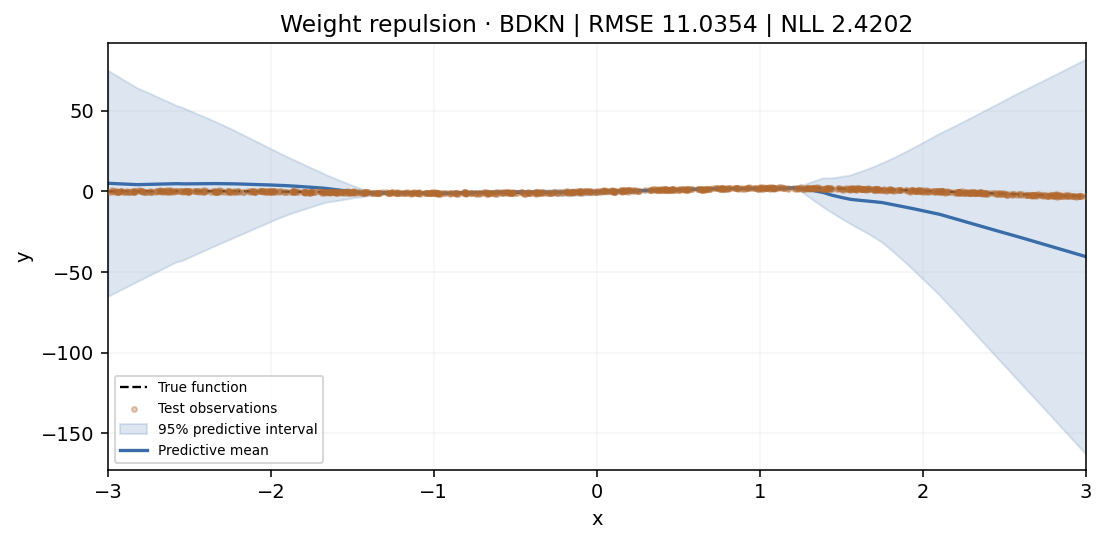 Weight repulsion · BDKN | RMSE 11.0354 | NLL 2.4202
50
0
−50
−100
−150
y
True function
Test observations
95% predictive interval
Predictive mean
−3
−2
−1
0
1
2
3
x